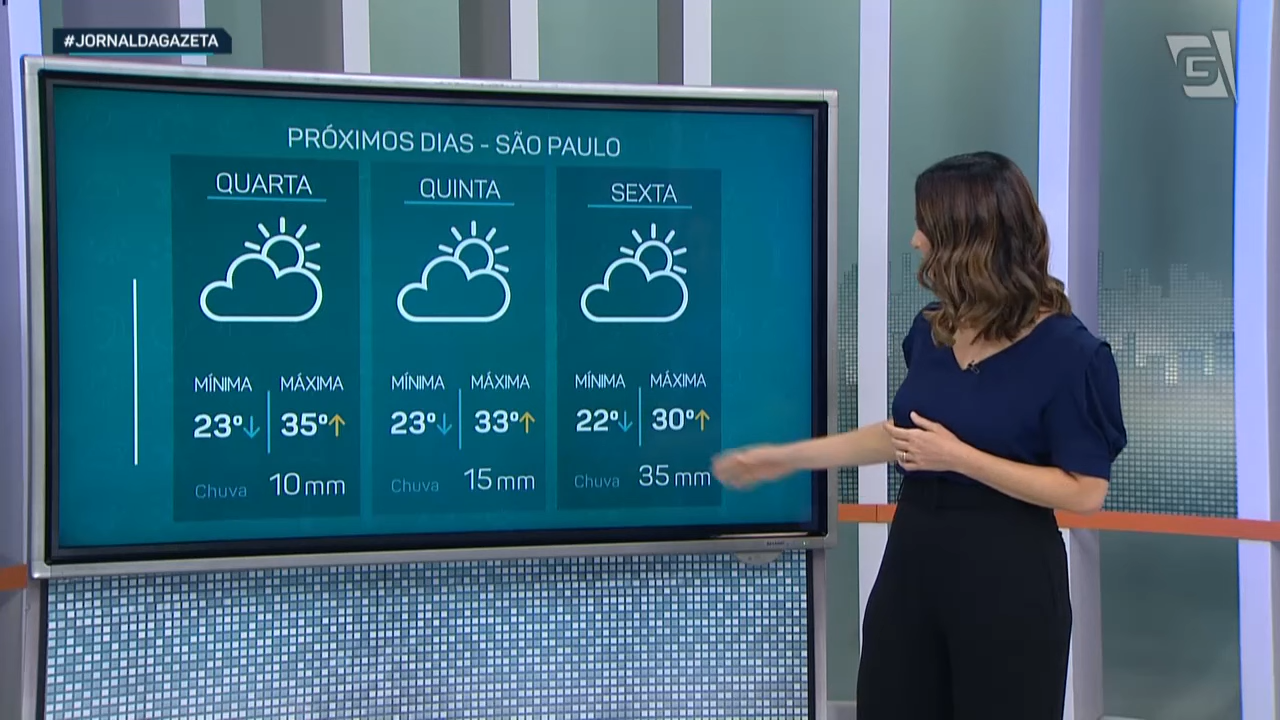 #JORNALDAGAZETA
PRÓXIMOS DIAS - SÃO PAULO
QUARTA
MÍNIMA MÁXIMA
23º 35º
Chuva 10 mm
QUINTA
MÍNIMA MÁXIMA
23º 33º
Chuva 15 mm
SEXTA
MÍNIMA MÁXIMA
22º 30º
Chuva 35 mm
G